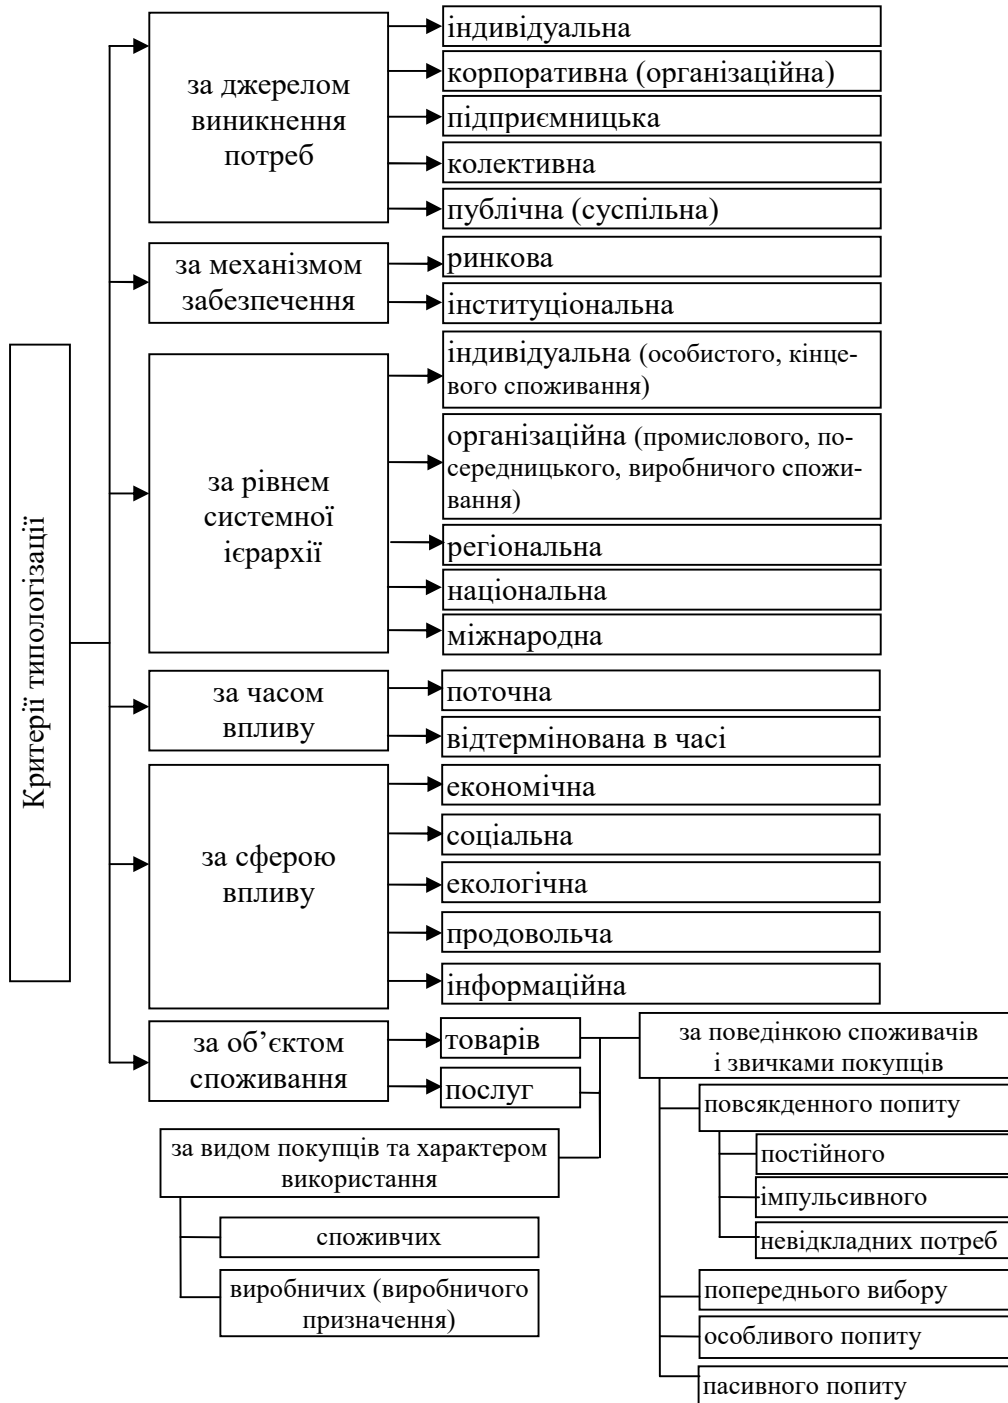 Критерії типологізації
за джерелом
виникнення
потреб
індивідуальна
корпоративна (організаційна)
підприємницька
колективна
публічна (суспільна)
за механізмом
забезпечення
ринкова
інституціональна
за рівнем
системної
ієрархії
індивідуальна (особистого, кінце-
вого споживання)
організаційна (промислового, по-
середницького, виробничого спожи-
вання)
регіональна
національна
міжнародна
за часом
впливу
поточна
відтермінована в часі
за сферою
впливу
економічна
соціальна
екологічна
продовольча
інформаційна
за об’єктом
споживання
товарів
послуг
за видом покупців та характером
використання
споживчих
виробничих (виробничого
призначення)
за поведінкою споживачів
і звичками покупців
повсякденного попиту
постійного
імпульсивного
невідкладних потреб
попереднього вибору
особливого попиту
пасивного попиту